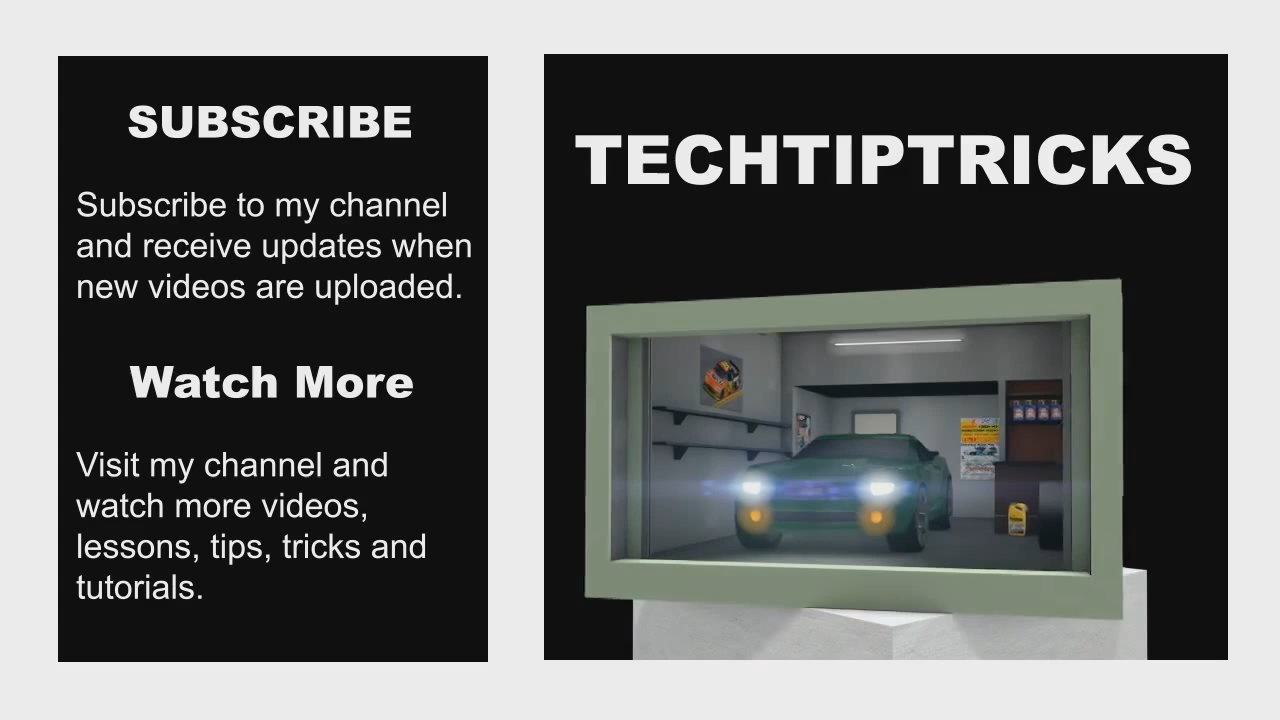 SUBSCRIBE
Subscribe to my channel
and receive updates when
new videos are uploaded.
Watch More
Visit my channel and
watch more videos,
lessons, tips, tricks and
tutorials.
TECHTIPTRICKS